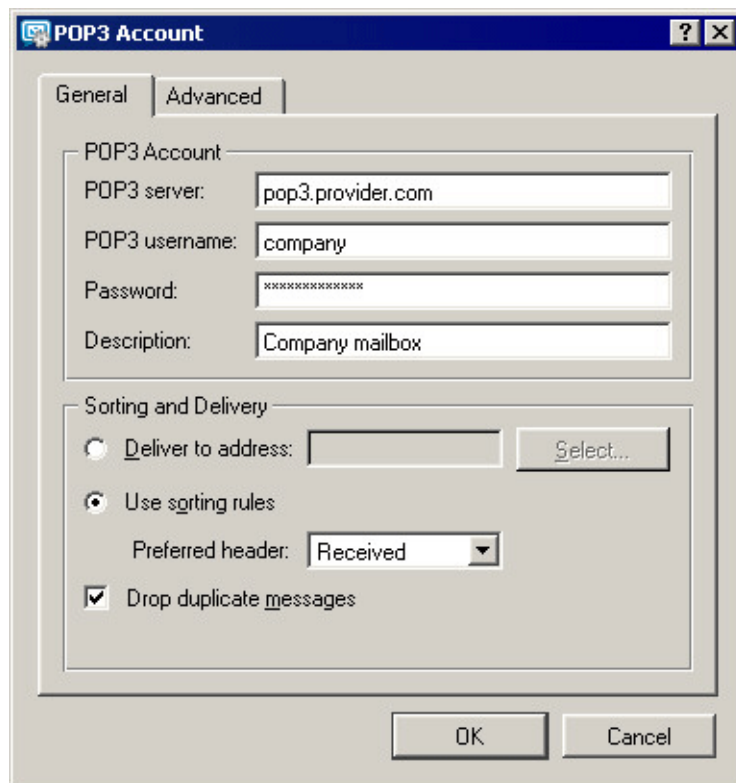 POP3 Account
General Advanced
POP3 Account
POP3 server: pop3.provider.com
POP3 username: company
Password: *************
Description: Company mailbox
Sorting and Delivery
Deliver to address: Select...
Use sorting rules
Preferred header: Received
Drop duplicate messages
OK Cancel